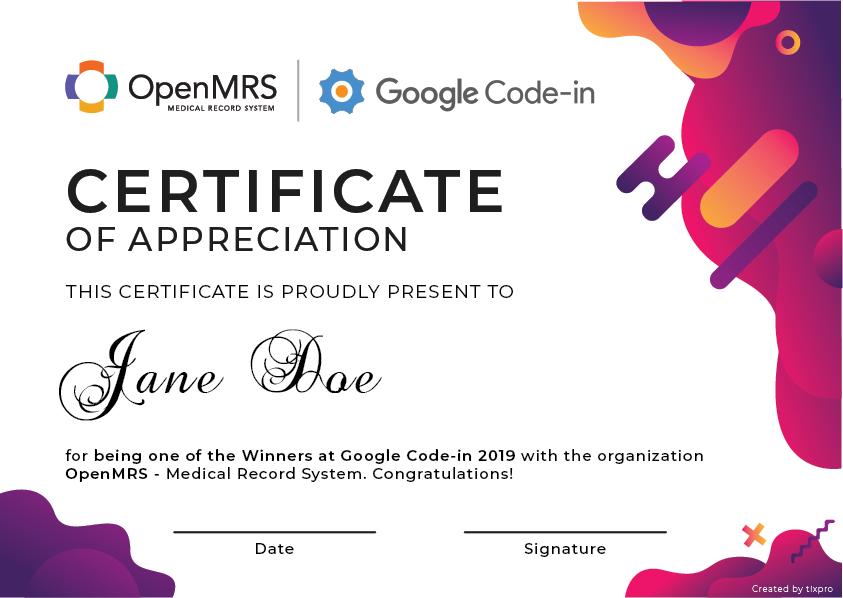 OpenMRS
MEDICAL RECORD SYSTEM
Google Code-in
CERTIFICATE
OF APPRECIATION
THIS CERTIFICATE IS PROUDLY PRESENT TO
Jane Doe
for being one of the Winners at Google Code-in 2019 with the organization
OpenMRS - Medical Record System. Congratulations!
Date
Signature
Created by tlxpro